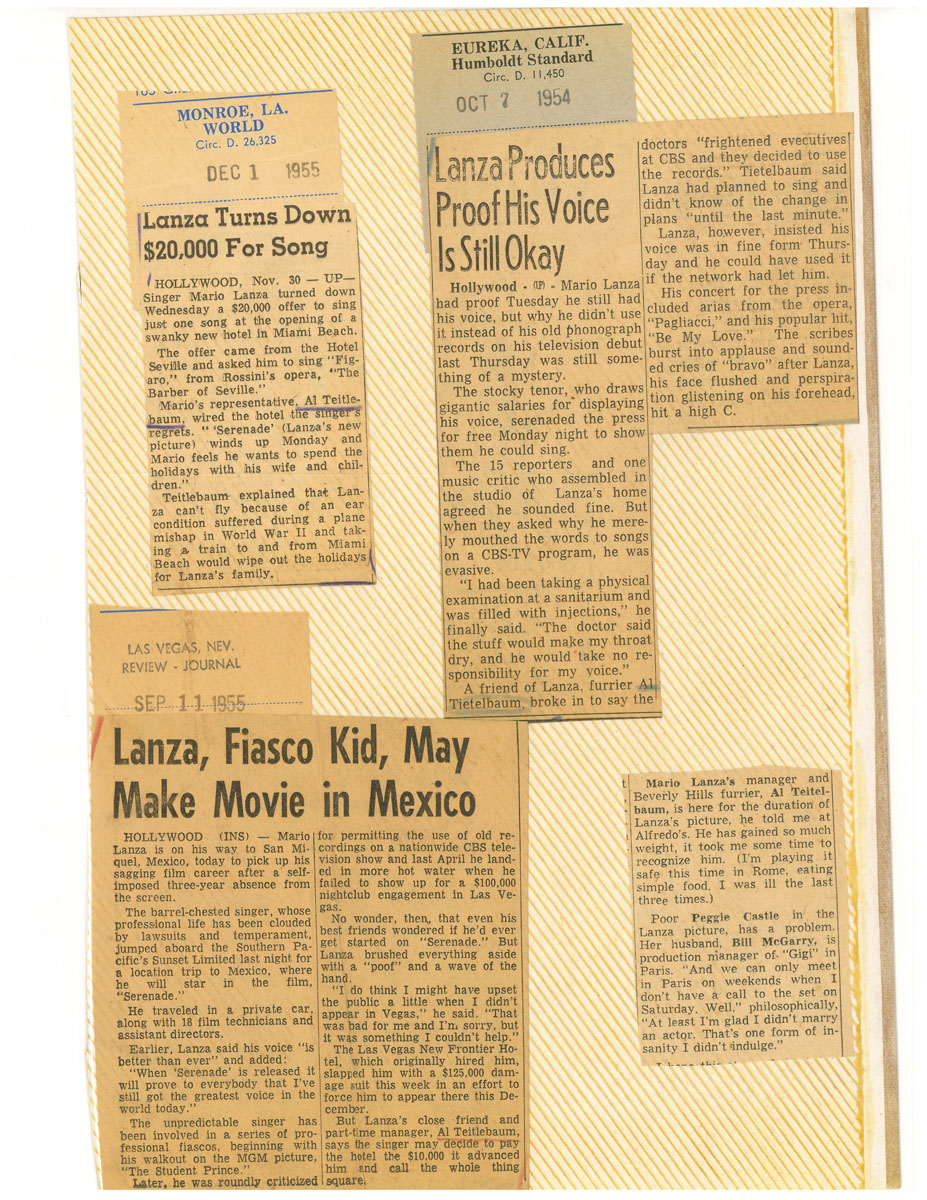 MONROE, LA.
WORLD
Circ. D. 26,325
DEC 1 1955
Lanza Turns Down
$20,000 For Song
HOLLYWOOD, Nov. 30 — UP—
Singer Mario Lanza turned down
Wednesday a $20,000 offer to sing
just one song at the opening of a
swanky new hotel in Miami Beach.
The offer came from the Hotel
Seville and asked him to sing "Fig-
aro," from Rossini's opera, "The
Barber of Seville."
Mario's representative, Al Teitle-
baum, wired the hotel the singer's
regrets. " 'Serenade' (Lanza's new
picture) winds up Monday and
Mario feels he wants to spend the
holidays with his wife and chil-
dren."
Teitlebaum explained that Lan-
za can't fly because of an ear
condition suffered during a plane
mishap in World War II and tak-
ing a train to and from Miami
Beach would wipe out the holidays
for Lanza's family.
EUREKA, CALIF.
Humboldt Standard
Circ. D. 11,450
OCT 7 1954
Lanza Produces
Proof His Voice
Is Still Okay
Hollywood - (UP) - Mario Lanza
had proof Tuesday he still had
his voice, but why he didn't use
it instead of his old phonograph
records on his television debut
last Thursday was still some-
thing of a mystery.
The stocky tenor, who draws
gigantic salaries for displaying
his voice, serenaded the press
for free Monday night to show
them he could sing.
The 15 reporters and one
music critic who assembled in
the studio of Lanza's home
agreed he sounded fine. But
when they asked why he mere-
ly mouthed the words to songs
on a CBS-TV program, he was
evasive.
"I had been taking a physical
examination at a sanitarium and
was filled with injections," he
finally said. "The doctor said
the stuff would make my throat
dry, and he would take no re-
sponsibility for my voice."
A friend of Lanza, furrier Al
Tietelbaum, broke in to say the
doctors "frightened evecutives
at CBS and they decided to use
the records." Tietelbaum said
Lanza had planned to sing and
didn't know of the change in
plans "until the last minute."
Lanza, however, insisted his
voice was in fine form Thurs-
day and he could have used it
if the network had let him.
His concert for the press in-
cluded arias from the opera,
"Pagliacci," and his popular hit,
"Be My Love." The scribes
burst into applause and sound-
ed cries of "bravo" after Lanza,
his face flushed and perspira-
tion glistening on his forehead,
hit a high C.
LAS VEGAS, NEV.
REVIEW - JOURNAL
SEP 11 1955
Lanza, Fiasco Kid, May
Make Movie in Mexico
HOLLYWOOD (INS) — Mario
Lanza is on his way to San Mi-
quel, Mexico, today to pick up his
sagging film career after a self-
imposed three-year absence from
the screen.
The barrel-chested singer, whose
professional life has been clouded
by lawsuits and temperament,
jumped aboard the Southern Pa-
cific's Sunset Limited last night for
a location trip to Mexico, where
he will star in the film,
"Serenade."
He traveled in a private car,
along with 18 film technicians and
assistant directors.
Earlier, Lanza said his voice "is
better than ever" and added:
"When 'Serenade' is released it
will prove to everybody that I've
still got the greatest voice in the
world today."
The unpredictable singer has
been involved in a series of pro-
fessional fiascos, beginning with
his walkout on the MGM picture,
"The Student Prince."
Later, he was roundly criticized
for permitting the use of old re-
cordings on a nationwide CBS tele-
vision show and last April he land-
ed in more hot water when he
failed to show up for a $100,000
nightclub engagement in Las Ve-
gas.
No wonder, then, that even his
best friends wondered if he'd ever
get started on "Serenade." But
Lanza brushed everything aside
with a "poof" and a wave of the
hand.
"I do think I might have upset
the public a little when I didn't
appear in Vegas," he said. "That
was bad for me and I'm sorry, but
it was something I couldn't help."
The Las Vegas New Frontier Ho-
tel, which originally hired him,
slapped him with a $125,000 dam-
age suit this week in an effort to
force him to appear there this De-
cember.
But Lanza's close friend and
part-time manager, Al Teitlebaum,
says the singer may decide to pay
the hotel the $10,000 it advanced
him and call the whole thing
square.
Mario Lanza's manager and
Beverly Hills furrier, Al Teitel-
baum, is here for the duration of
Lanza's picture, he told me at
Alfredo's. He has gained so much
weight, it took me some time to
recognize him. (I'm playing it
safe this time in Rome, eating
simple food. I was ill the last
three times.)
Poor Peggie Castle in the
Lanza picture, has a problem.
Her husband, Bill McGarry, is
production manager of "Gigi" in
Paris. "And we can only meet
in Paris on weekends when I
don't have a call to the set on
Saturday. Well," philosophically,
"At least I'm glad I didn't marry
an actor. That's one form of in-
sanity I didn't indulge."